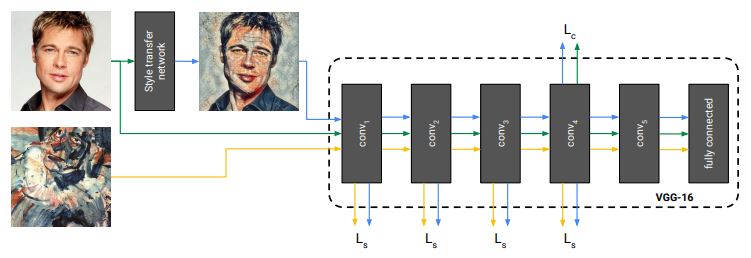 L_c
Style transfer
network
conv_1
conv_2
conv_3
conv_4
conv_5
fully connected
VGG-16
L_s
L_s
L_s
L_s